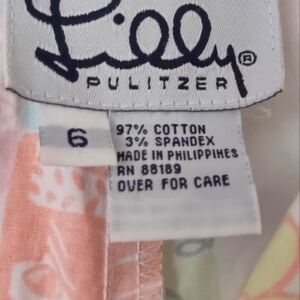 Lilly®
PULITZER
6
97% COTTON
3% SPANDEX
MADE IN PHILIPPINES
RN 88189
OVER FOR CARE